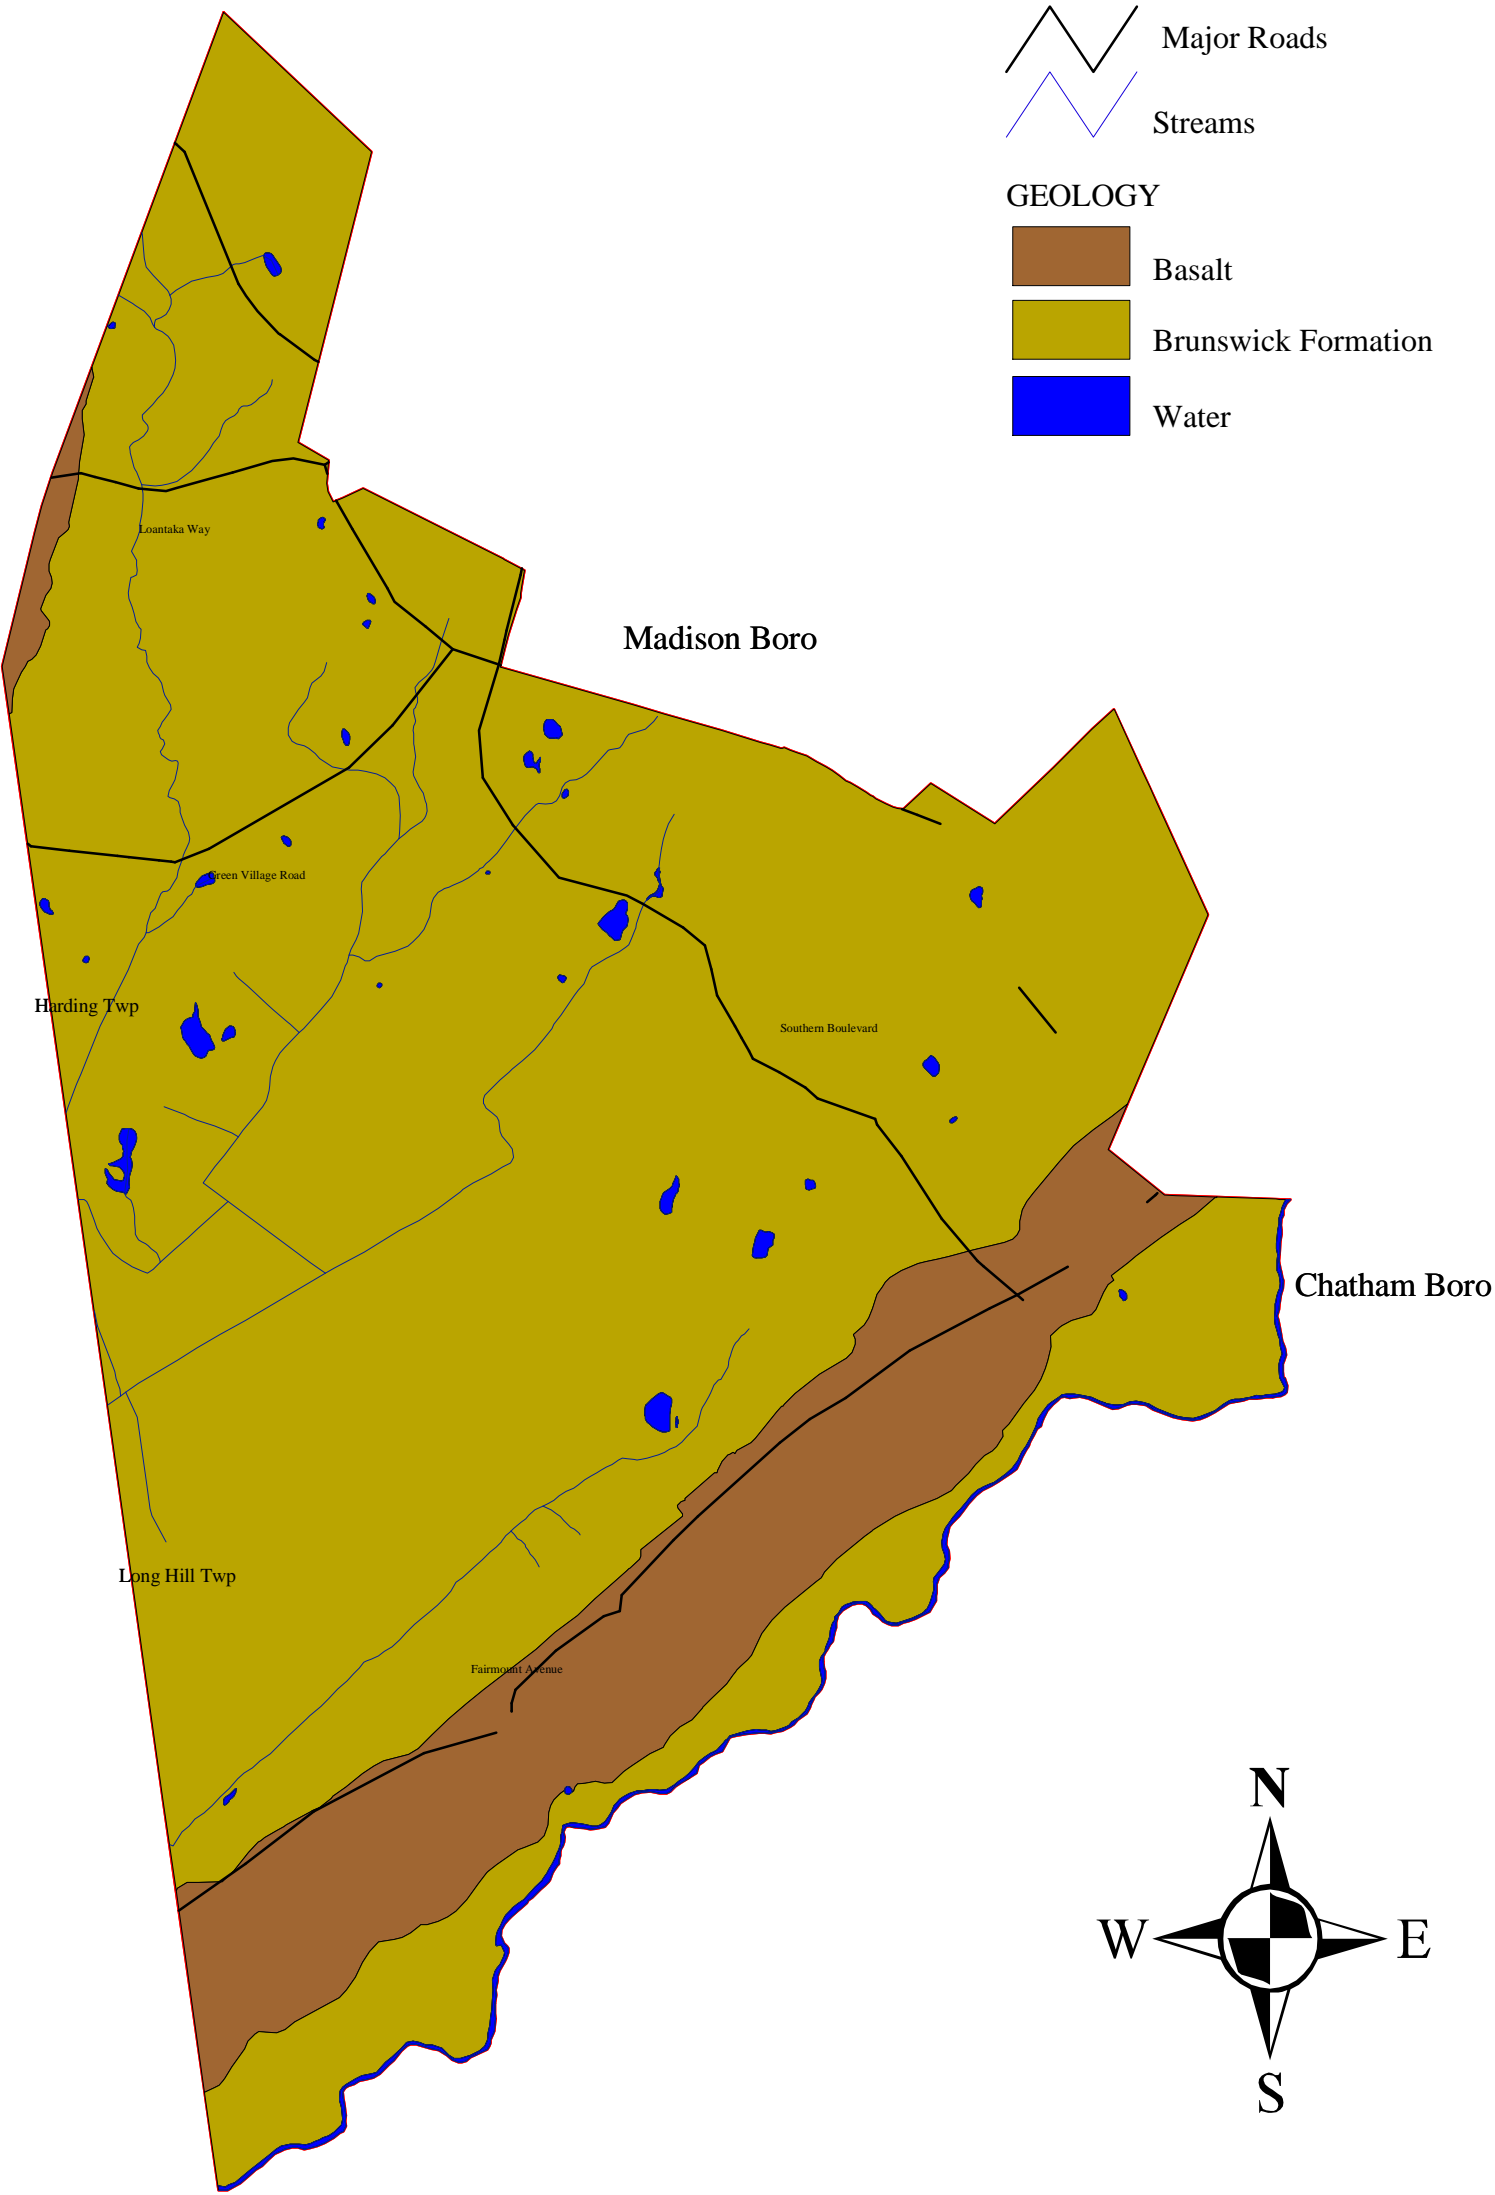 Major Roads
Streams
GEOLOGY
Basalt
Brunswick Formation
Water
Loantaka Way
Madison Boro
Green Village Road
Harding Twp
Southern Boulevard
Chatham Boro
Long Hill Twp
Fairmount Avenue
N
W
E
S